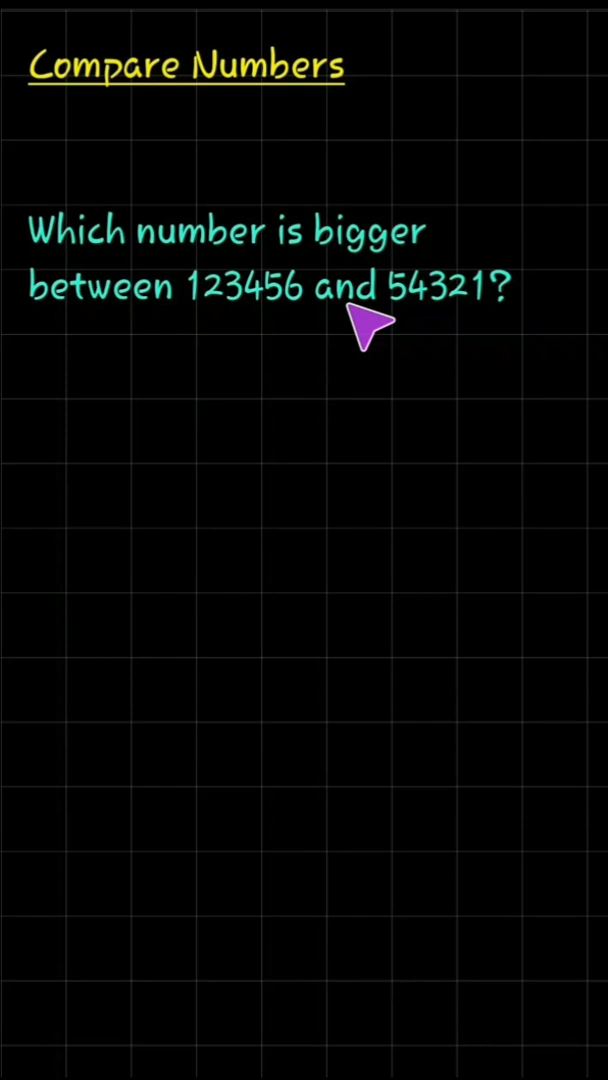 Compare Numbers
Which number is bigger
between 123456 and 54321?